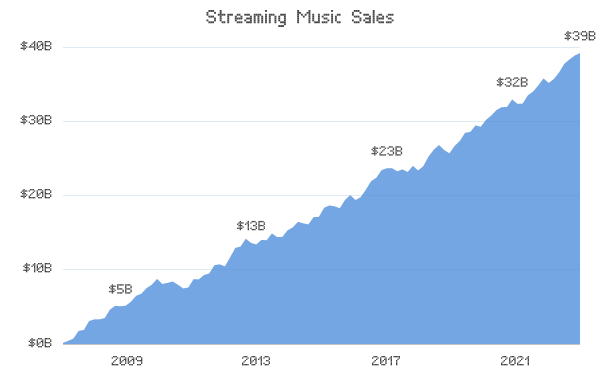 Streaming Music Sales
$40B
$30B
$20B
$10B
$0B
$5B
$13B
$23B
$32B
$39B
2009
2013
2017
2021